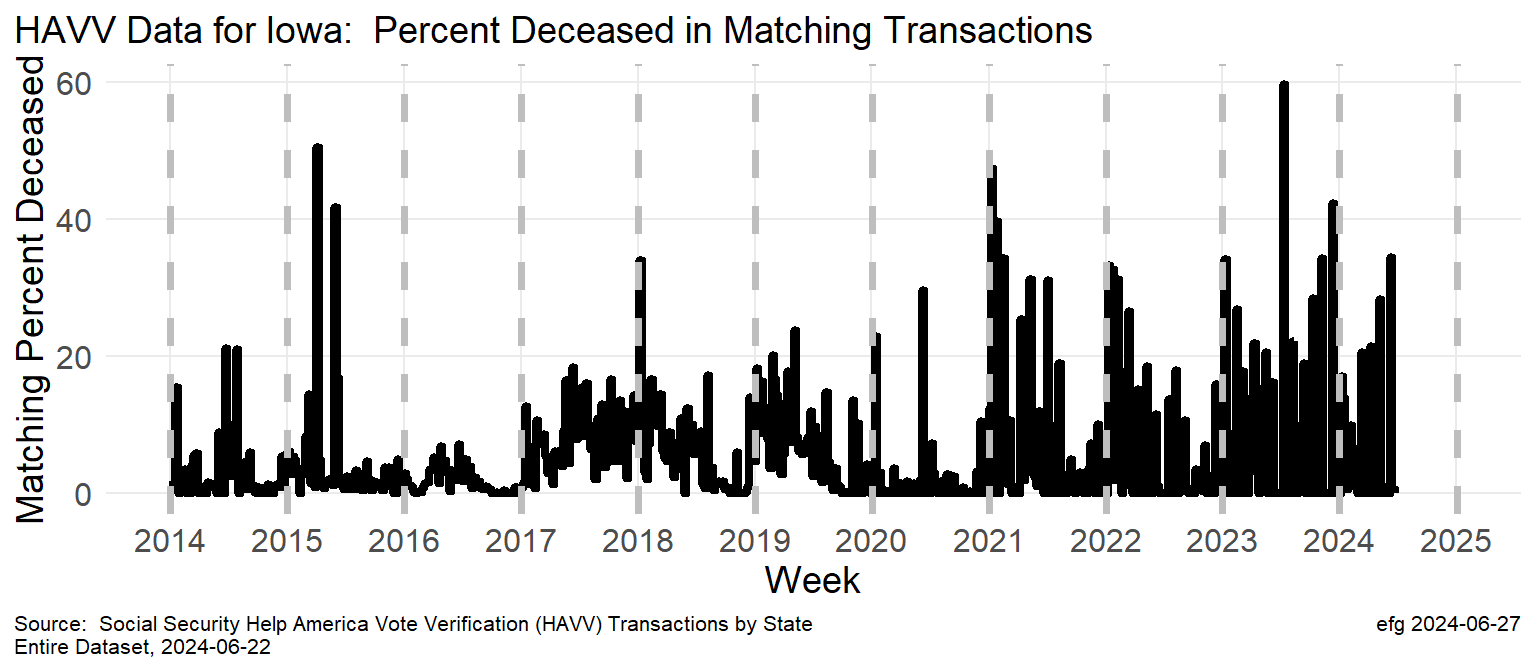 HAVV Data for Iowa:  Percent Deceased in Matching Transactions
Matching Percent Deceased
60
40
20
0
2014 2015 2016 2017 2018 2019 2020 2021 2022 2023 2024 2025
Week
Source:  Social Security Help America Vote Verification (HAVV) Transactions by State
Entire Dataset, 2024-06-22
efg 2024-06-27